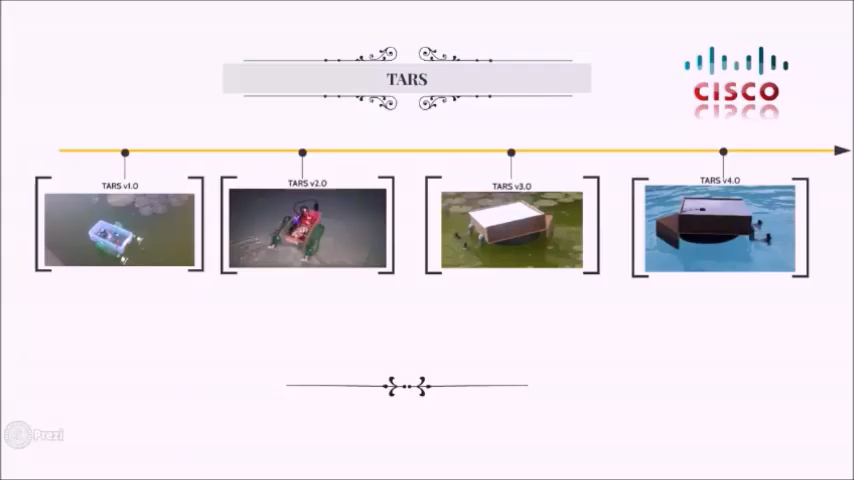 TARS
CISCO
TARS v1.0
TARS v2.0
TARS v3.0
TARS v4.0
Prezi